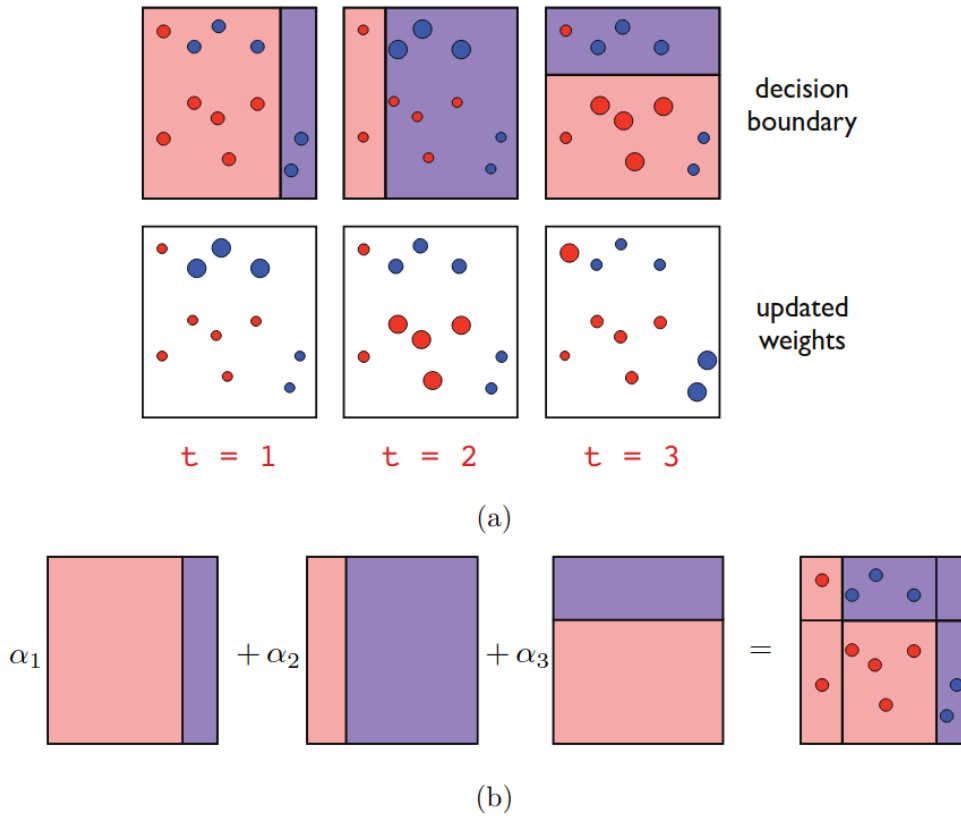 decision
boundary
updated
weights
t = 1 t = 2 t = 3
(a)
α₁ + α₂ + α₃ =
(b)